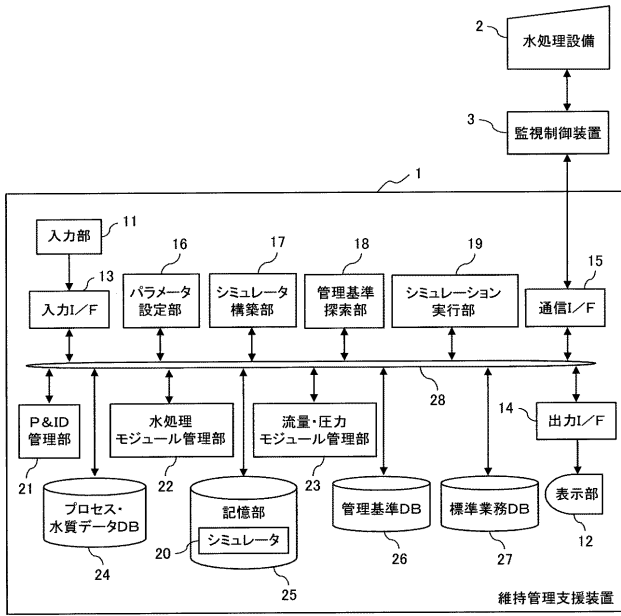 2
水処理設備
3
監視制御装置
1
11
入力部
13
入力I/F
16
パラメータ
設定部
17
シミュレータ
構築部
18
管理基準
探索部
19
シミュレーション
実行部
15
通信I/F
28
P&ID
管理部
21
水処理
モジュール管理部
22
流量・圧力
モジュール管理部
23
14
出力I/F
プロセス・
水質データDB
24
記憶部
20
シミュレータ
25
管理基準DB
26
標準業務DB
27
表示部
12
維持管理支援装置